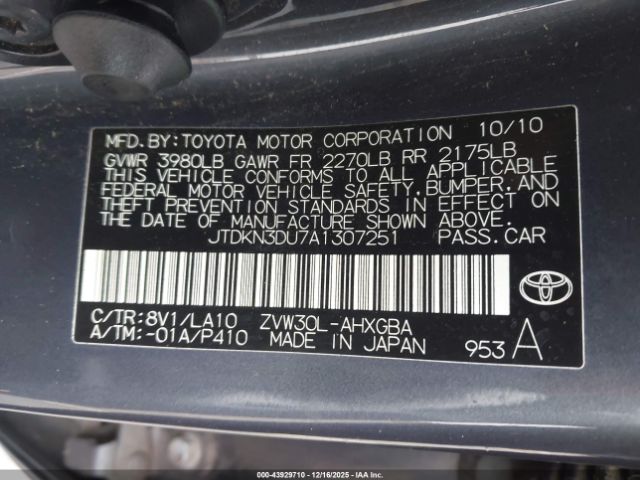 MFD.BY:TOYOTA MOTOR CORPORATION 10/10
GVWR 3980LB GAWR FR 2270LB RR 2175LB
THIS VEHICLE CONFORMS TO ALL APPLICABLE
FEDERAL MOTOR VEHICLE SAFETY,BUMPER,AND
THEFT PREVENTION STANDARDS IN EFFECT ON
THE DATE OF MANUFACTURE SHOWN ABOVE.
JTDKN3DU7A1307251 PASS.CAR
C/TR:8V1/LA10 ZVW30L-AHXGBA
A/TM:-01A/P410 MADE IN JAPAN 953 A
TOYOTA
000-43929710 - 12/16/2025 - IAAI.COM